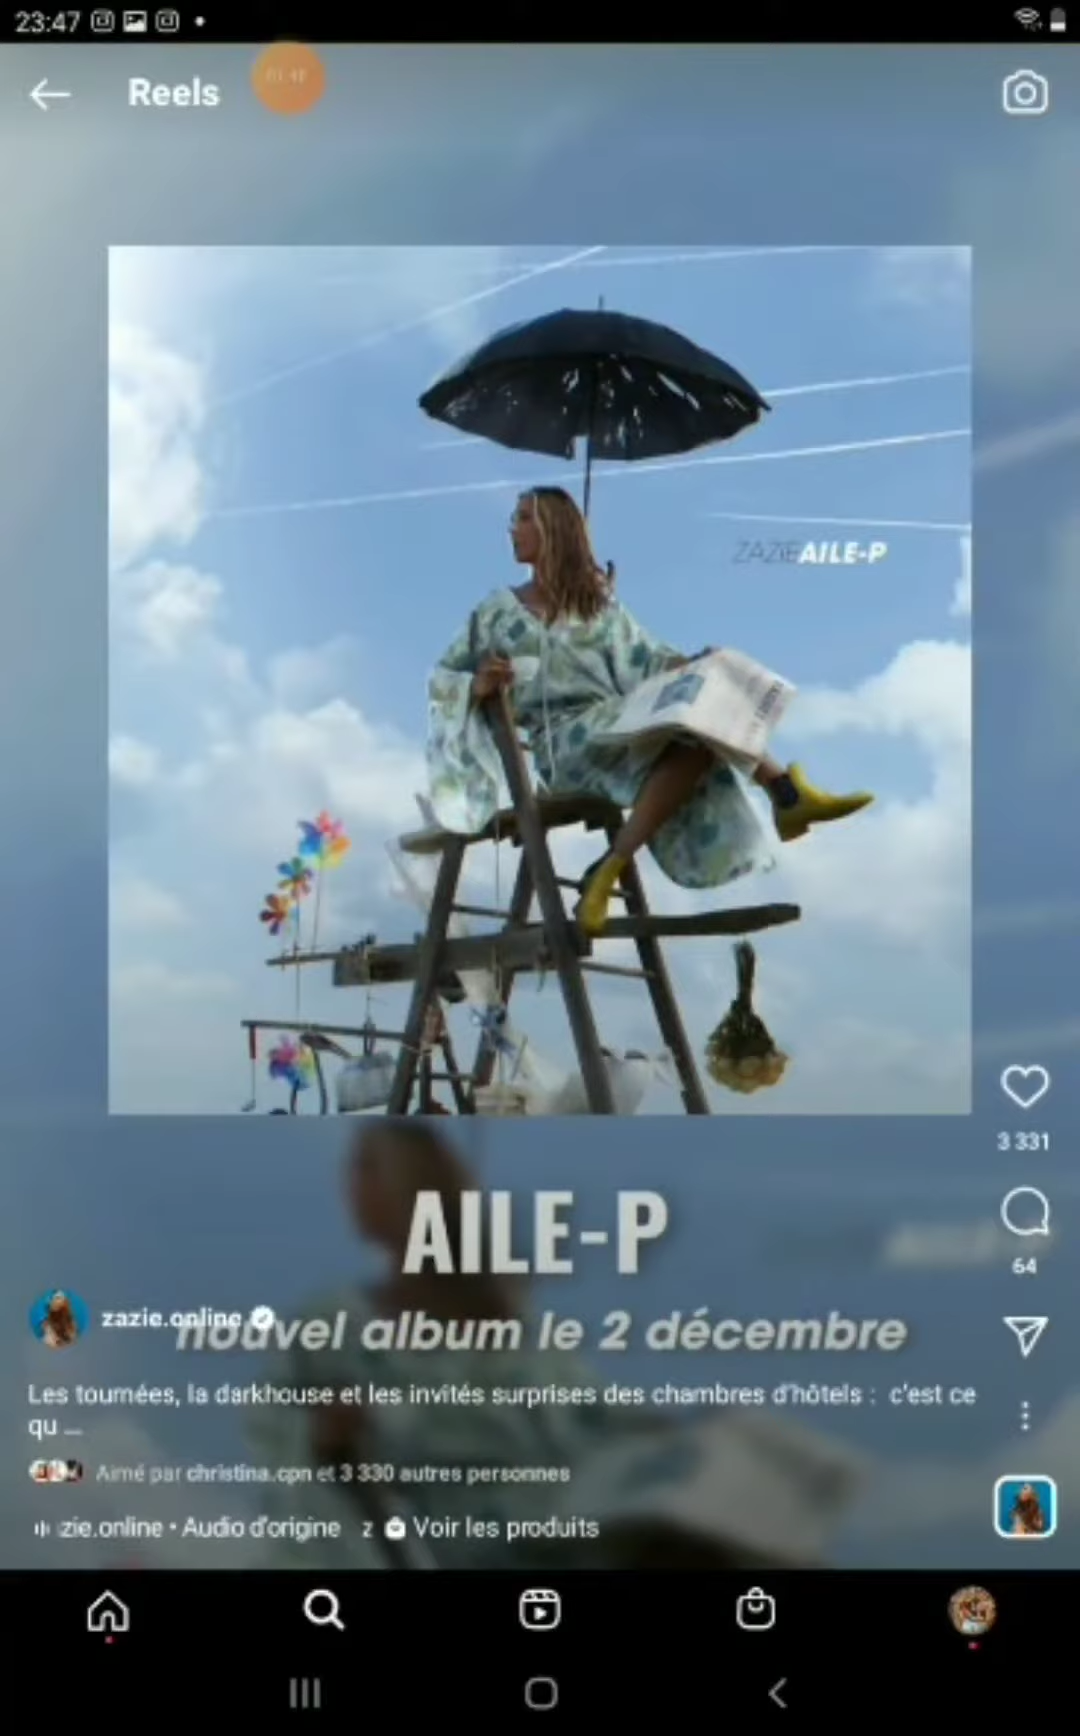 23:47
Reels
ZAZIEAILE-P
AILE-P
zazie.online
nouvel album le 2 décembre
Les tournées, la darkhouse et les invités surprises des chambres d'hôtels : c'est ce
qu ...
Aimé par christina.cpn et 3 330 autres personnes
zie.online • Audio d'origine z Voir les produits
3 331
64